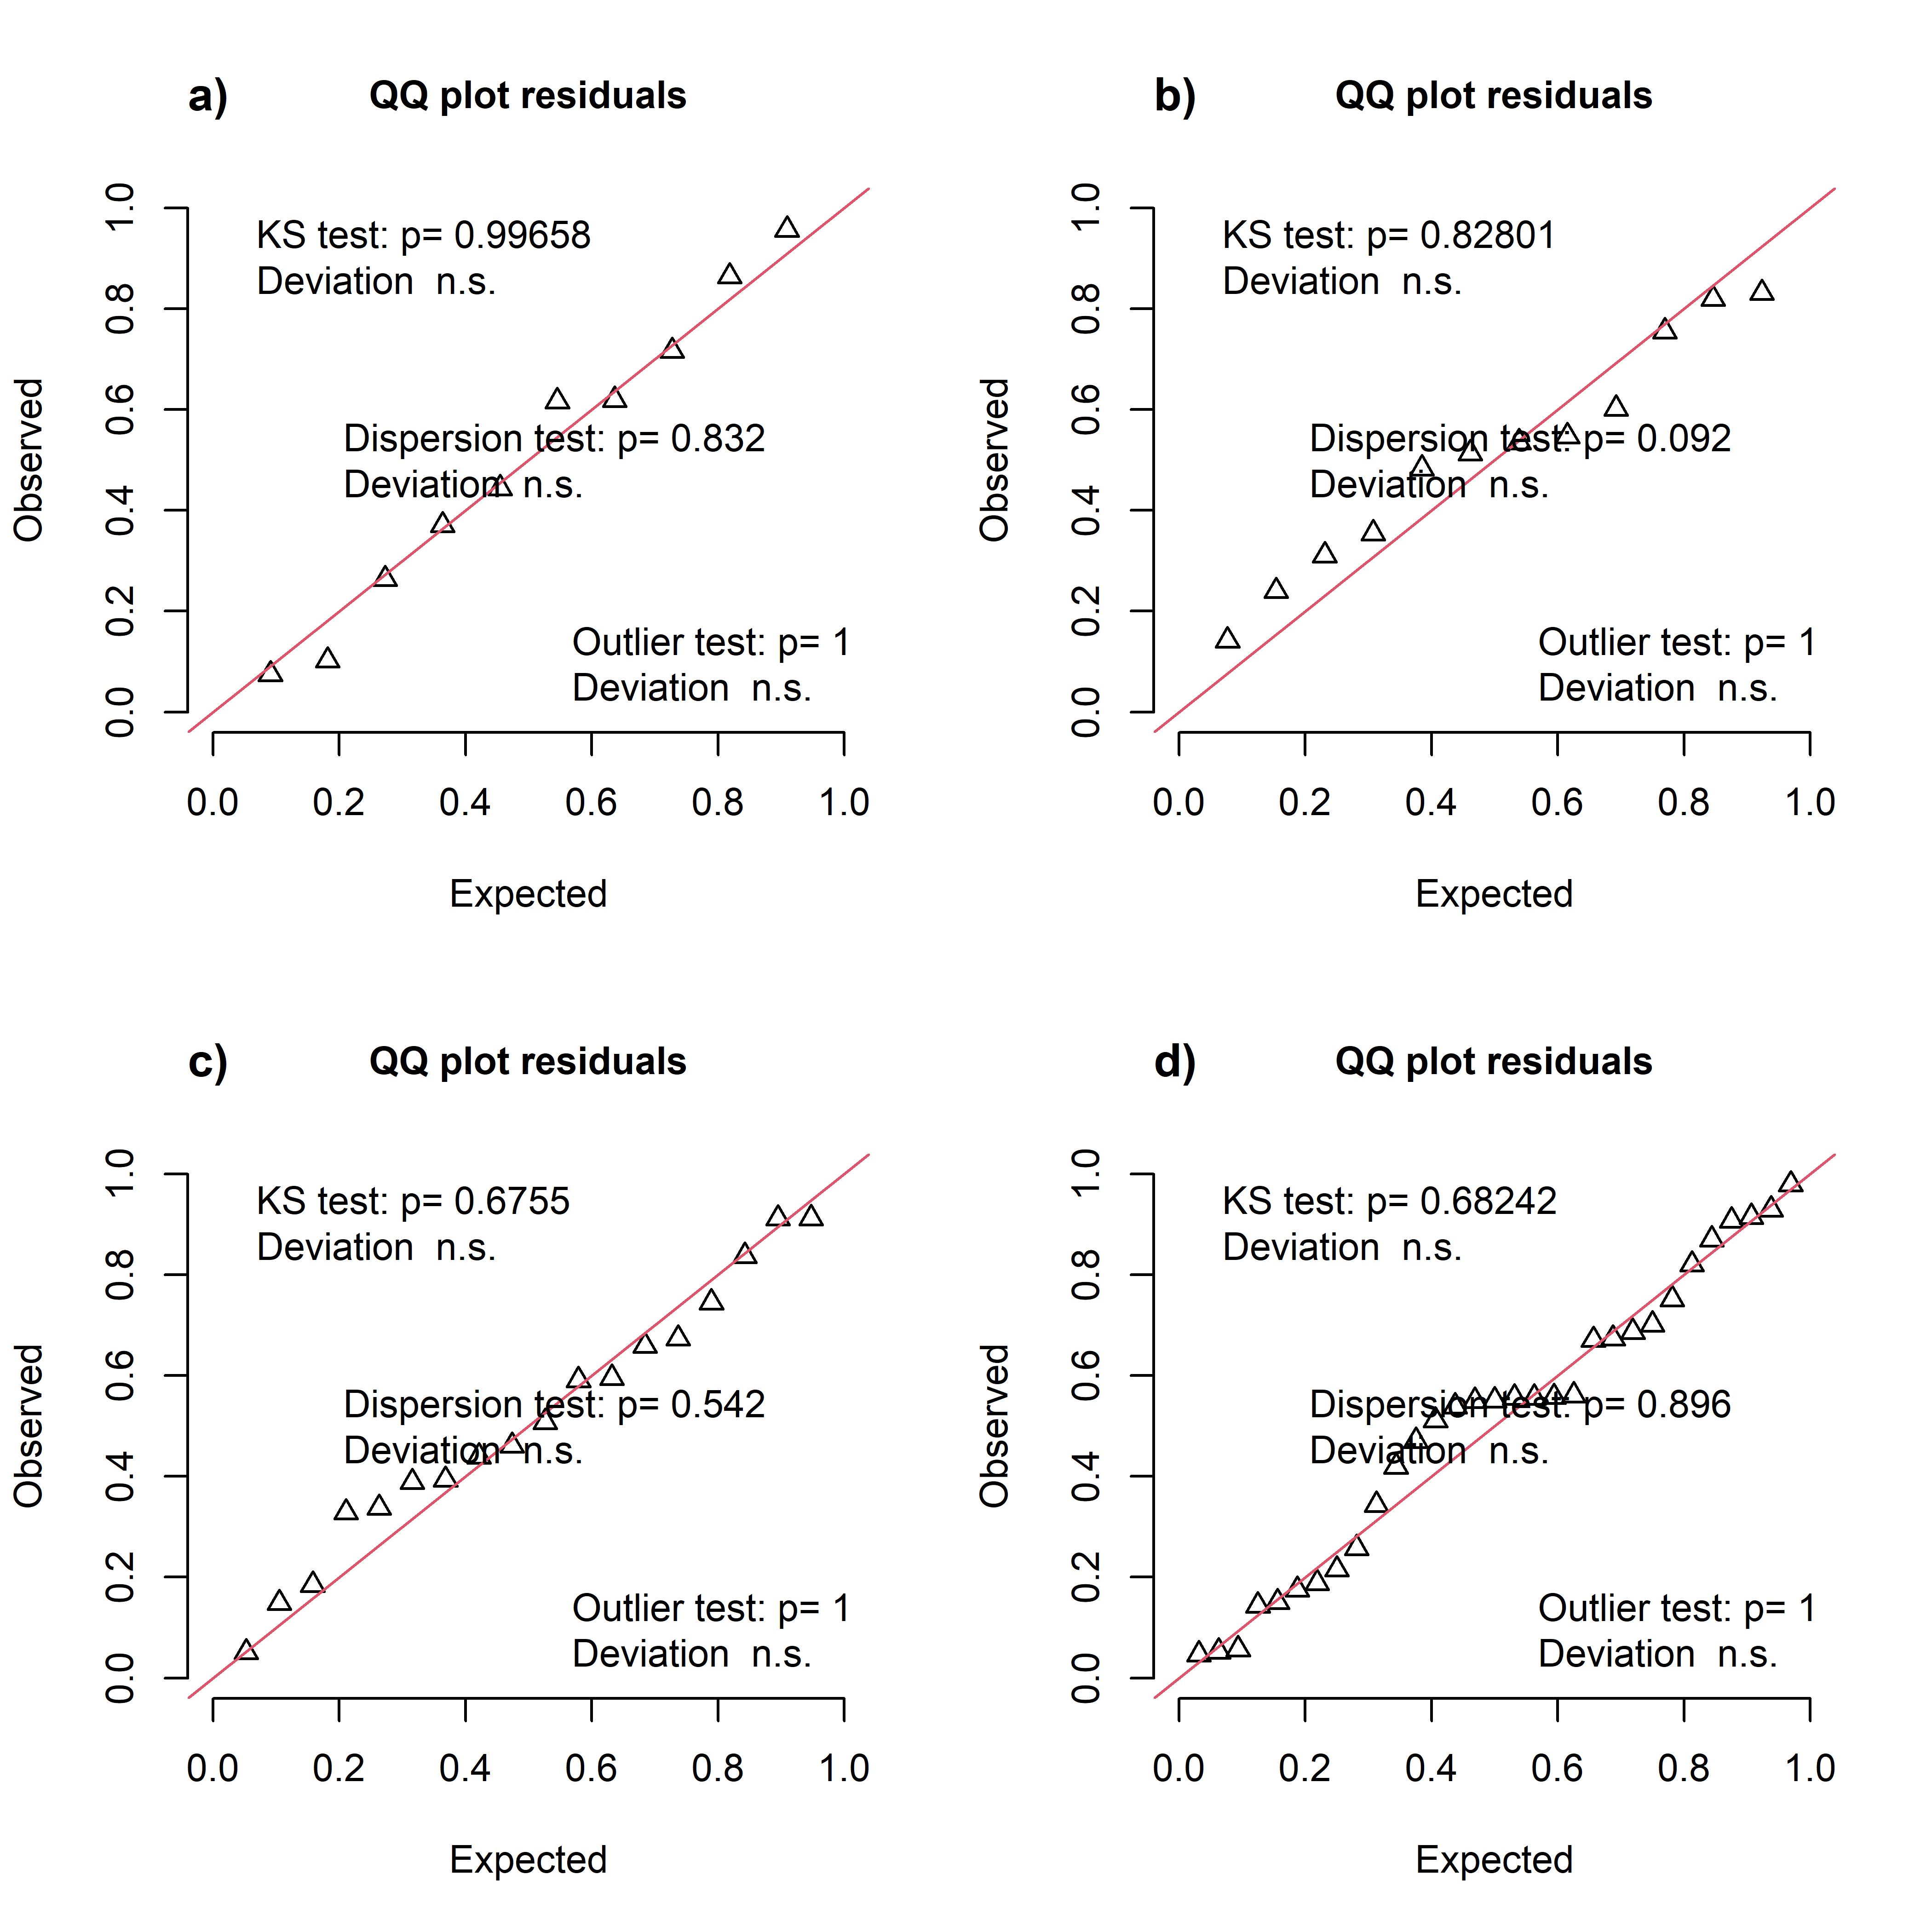 a) QQ plot residuals
KS test: p= 0.99658
Deviation n.s.
Dispersion test: p= 0.832
Deviation n.s.
Outlier test: p= 1
Deviation n.s.
Observed
0.0 0.2 0.4 0.6 0.8 1.0
0.0 0.2 0.4 0.6 0.8 1.0
Expected
b) QQ plot residuals
KS test: p= 0.82801
Deviation n.s.
Dispersion test: p= 0.092
Deviation n.s.
Outlier test: p= 1
Deviation n.s.
Observed
0.0 0.2 0.4 0.6 0.8 1.0
0.0 0.2 0.4 0.6 0.8 1.0
Expected
c) QQ plot residuals
KS test: p= 0.6755
Deviation n.s.
Dispersion test: p= 0.542
Deviation n.s.
Outlier test: p= 1
Deviation n.s.
Observed
0.0 0.2 0.4 0.6 0.8 1.0
0.0 0.2 0.4 0.6 0.8 1.0
Expected
d) QQ plot residuals
KS test: p= 0.68242
Deviation n.s.
Dispersion test: p= 0.896
Deviation n.s.
Outlier test: p= 1
Deviation n.s.
Observed
0.0 0.2 0.4 0.6 0.8 1.0
0.0 0.2 0.4 0.6 0.8 1.0
Expected